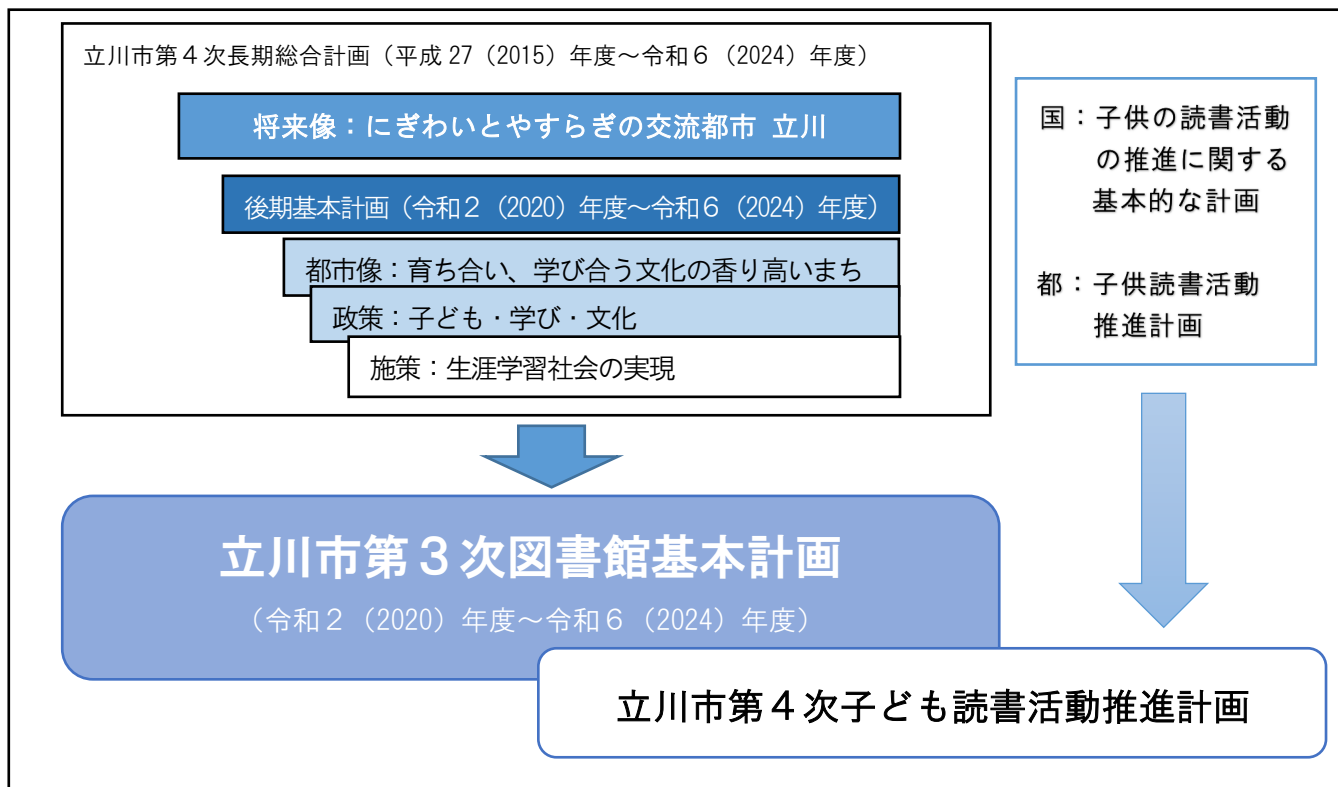 立川市第４次長期総合計画（平成 27（2015）年度～令和６（2024）年度）
将来像：にぎわいとやすらぎの交流都市 立川
後期基本計画（令和２（2020）年度～令和６（2024）年度）
都市像：育ち合い、学び合う文化の香り高いまち
政策：子ども・学び・文化
施策：生涯学習社会の実現
国：子供の読書活動
の推進に関する
基本的な計画
都：子供読書活動
推進計画
立川市第３次図書館基本計画
（令和２（2020）年度～令和６（2024）年度）
立川市第４次子ども読書活動推進計画